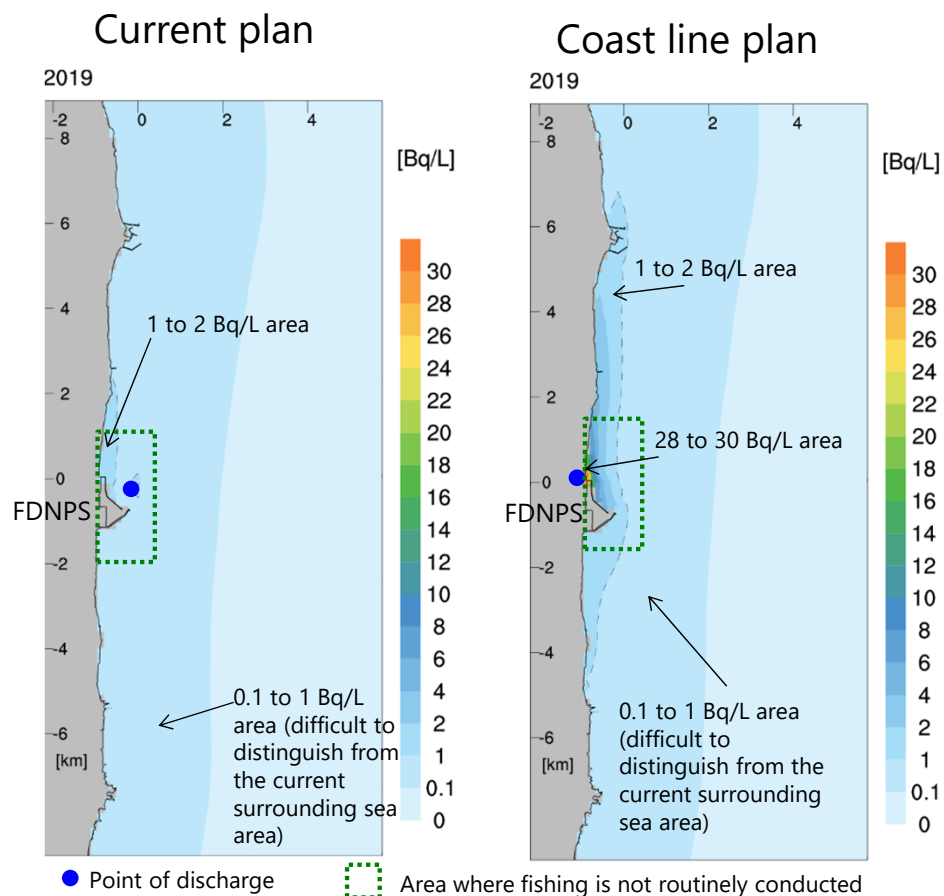 Current plan
Coast line plan
2019
-2 0 2 4
8
6
4
2
0
-2
-4
-6
[km]
[Bq/L]
30
28
26
24
22
20
18
16
14
12
10
8
6
4
2
1
0.1
0
1 to 2 Bq/L area
FDNPS
0.1 to 1 Bq/L
area (difficult to
distinguish from
the current
surrounding sea
area)
2019
-2 0 2 4
8
6
4
2
0
-2
-4
-6
[km]
[Bq/L]
30
28
26
24
22
20
18
16
14
12
10
8
6
4
2
1
0.1
0
1 to 2 Bq/L area
28 to 30 Bq/L area
FDNPS
0.1 to 1 Bq/L area
(difficult to
distinguish from the
current surrounding
sea area)
Point of discharge
Area where fishing is not routinely conducted